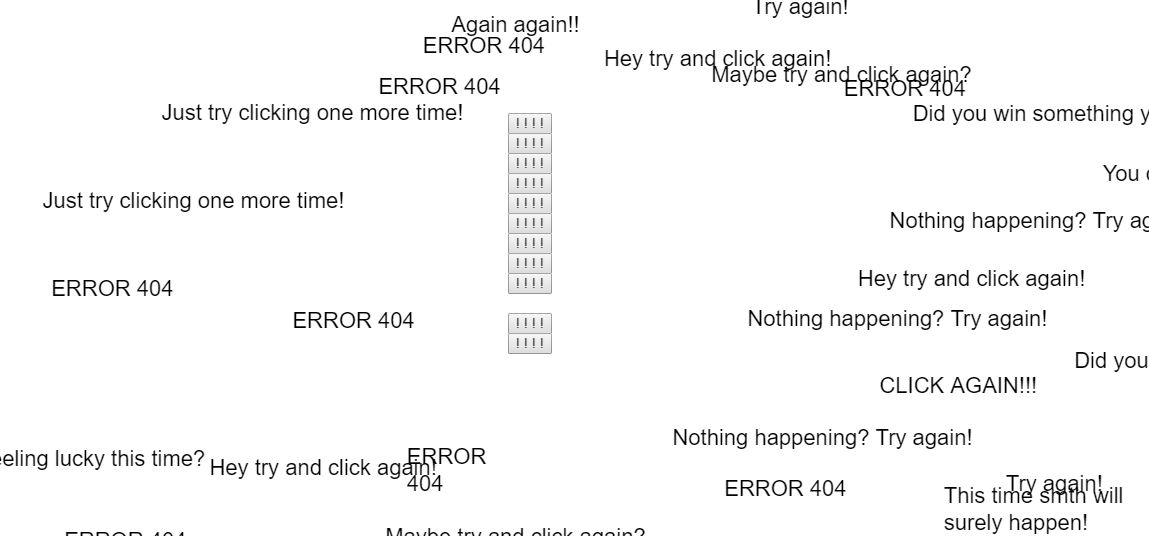 Try again!
Again again!!
ERROR 404
Hey try and click again!
Maybe try and click again?
ERROR 404
ERROR 404
Just try clicking one more time!
Did you win something
! ! ! !
! ! ! !
! ! ! !
! ! ! !
You
Just try clicking one more time!
! ! ! !
Nothing happening? Try
! ! ! !
! ! ! !
! ! ! !
Hey try and click again!
! ! ! !
ERROR 404
ERROR 404
Nothing happening? Try again!
! ! ! !
! ! ! !
Did you
CLICK AGAIN!!!
Nothing happening? Try again!
lucky this time?
Hey try and click again!
ERROR
404
ERROR 404
Try again!
This time smth will
surely happen!
ERROR 404
Maybe try and click again?